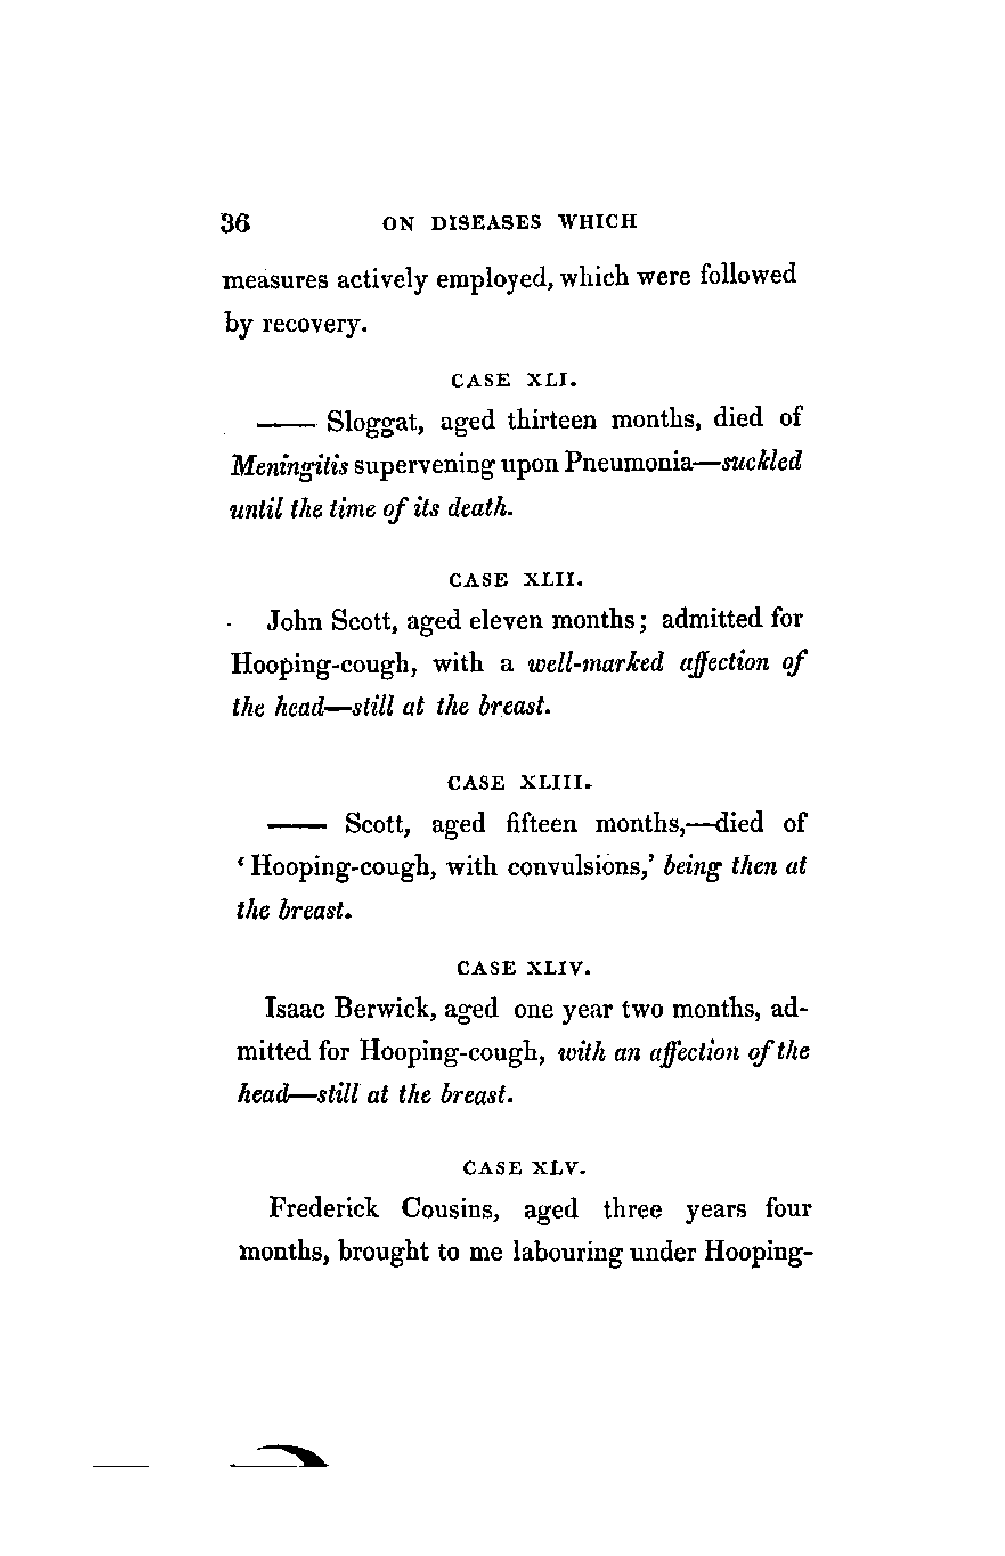 36 ON DISEASES WHICH
measures actively employed, which were followed
by recovery.
CASE XLI.
—— Sloggat, aged thirteen months, died of
Meningitis supervening upon Pneumonia—suckled
until the time of its death.
CASE XLII.
John Scott, aged eleven months; admitted for
Hooping-cough, with a well-marked affection of
the head—still at the breast.
CASE XLIII.
—— Scott, aged fifteen months,—died of
‘Hooping-cough, with convulsions,’ being then at
the breast.
CASE XLIV.
Isaac Berwick, aged one year two months, ad-
mitted for Hooping-cough, with an affection of the
head—still at the breast.
CASE XLV.
Frederick Cousins, aged three years four
months, brought to me labouring under Hooping-